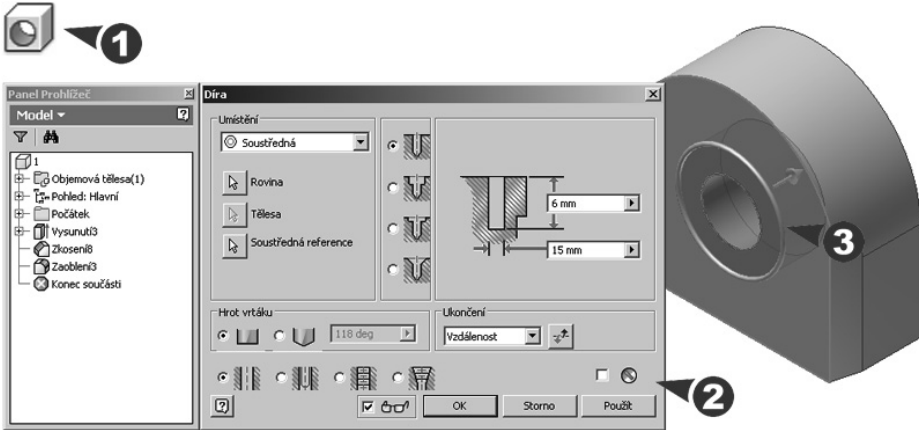 1
Panel Prohlížeč
Model
1
Objemová tělesa(1)
Pohled: Hlavní
Počátek
Vysunutí3
Zkosení8
Zaoblení3
Konec součásti
Díra
Umístění
Soustředná
Rovina
Tělesa
Soustředná reference
6 mm
15 mm
Hrot vrtáku
118 deg
Ukončení
Vzdálenost
OK
Storno
Použít
2
3